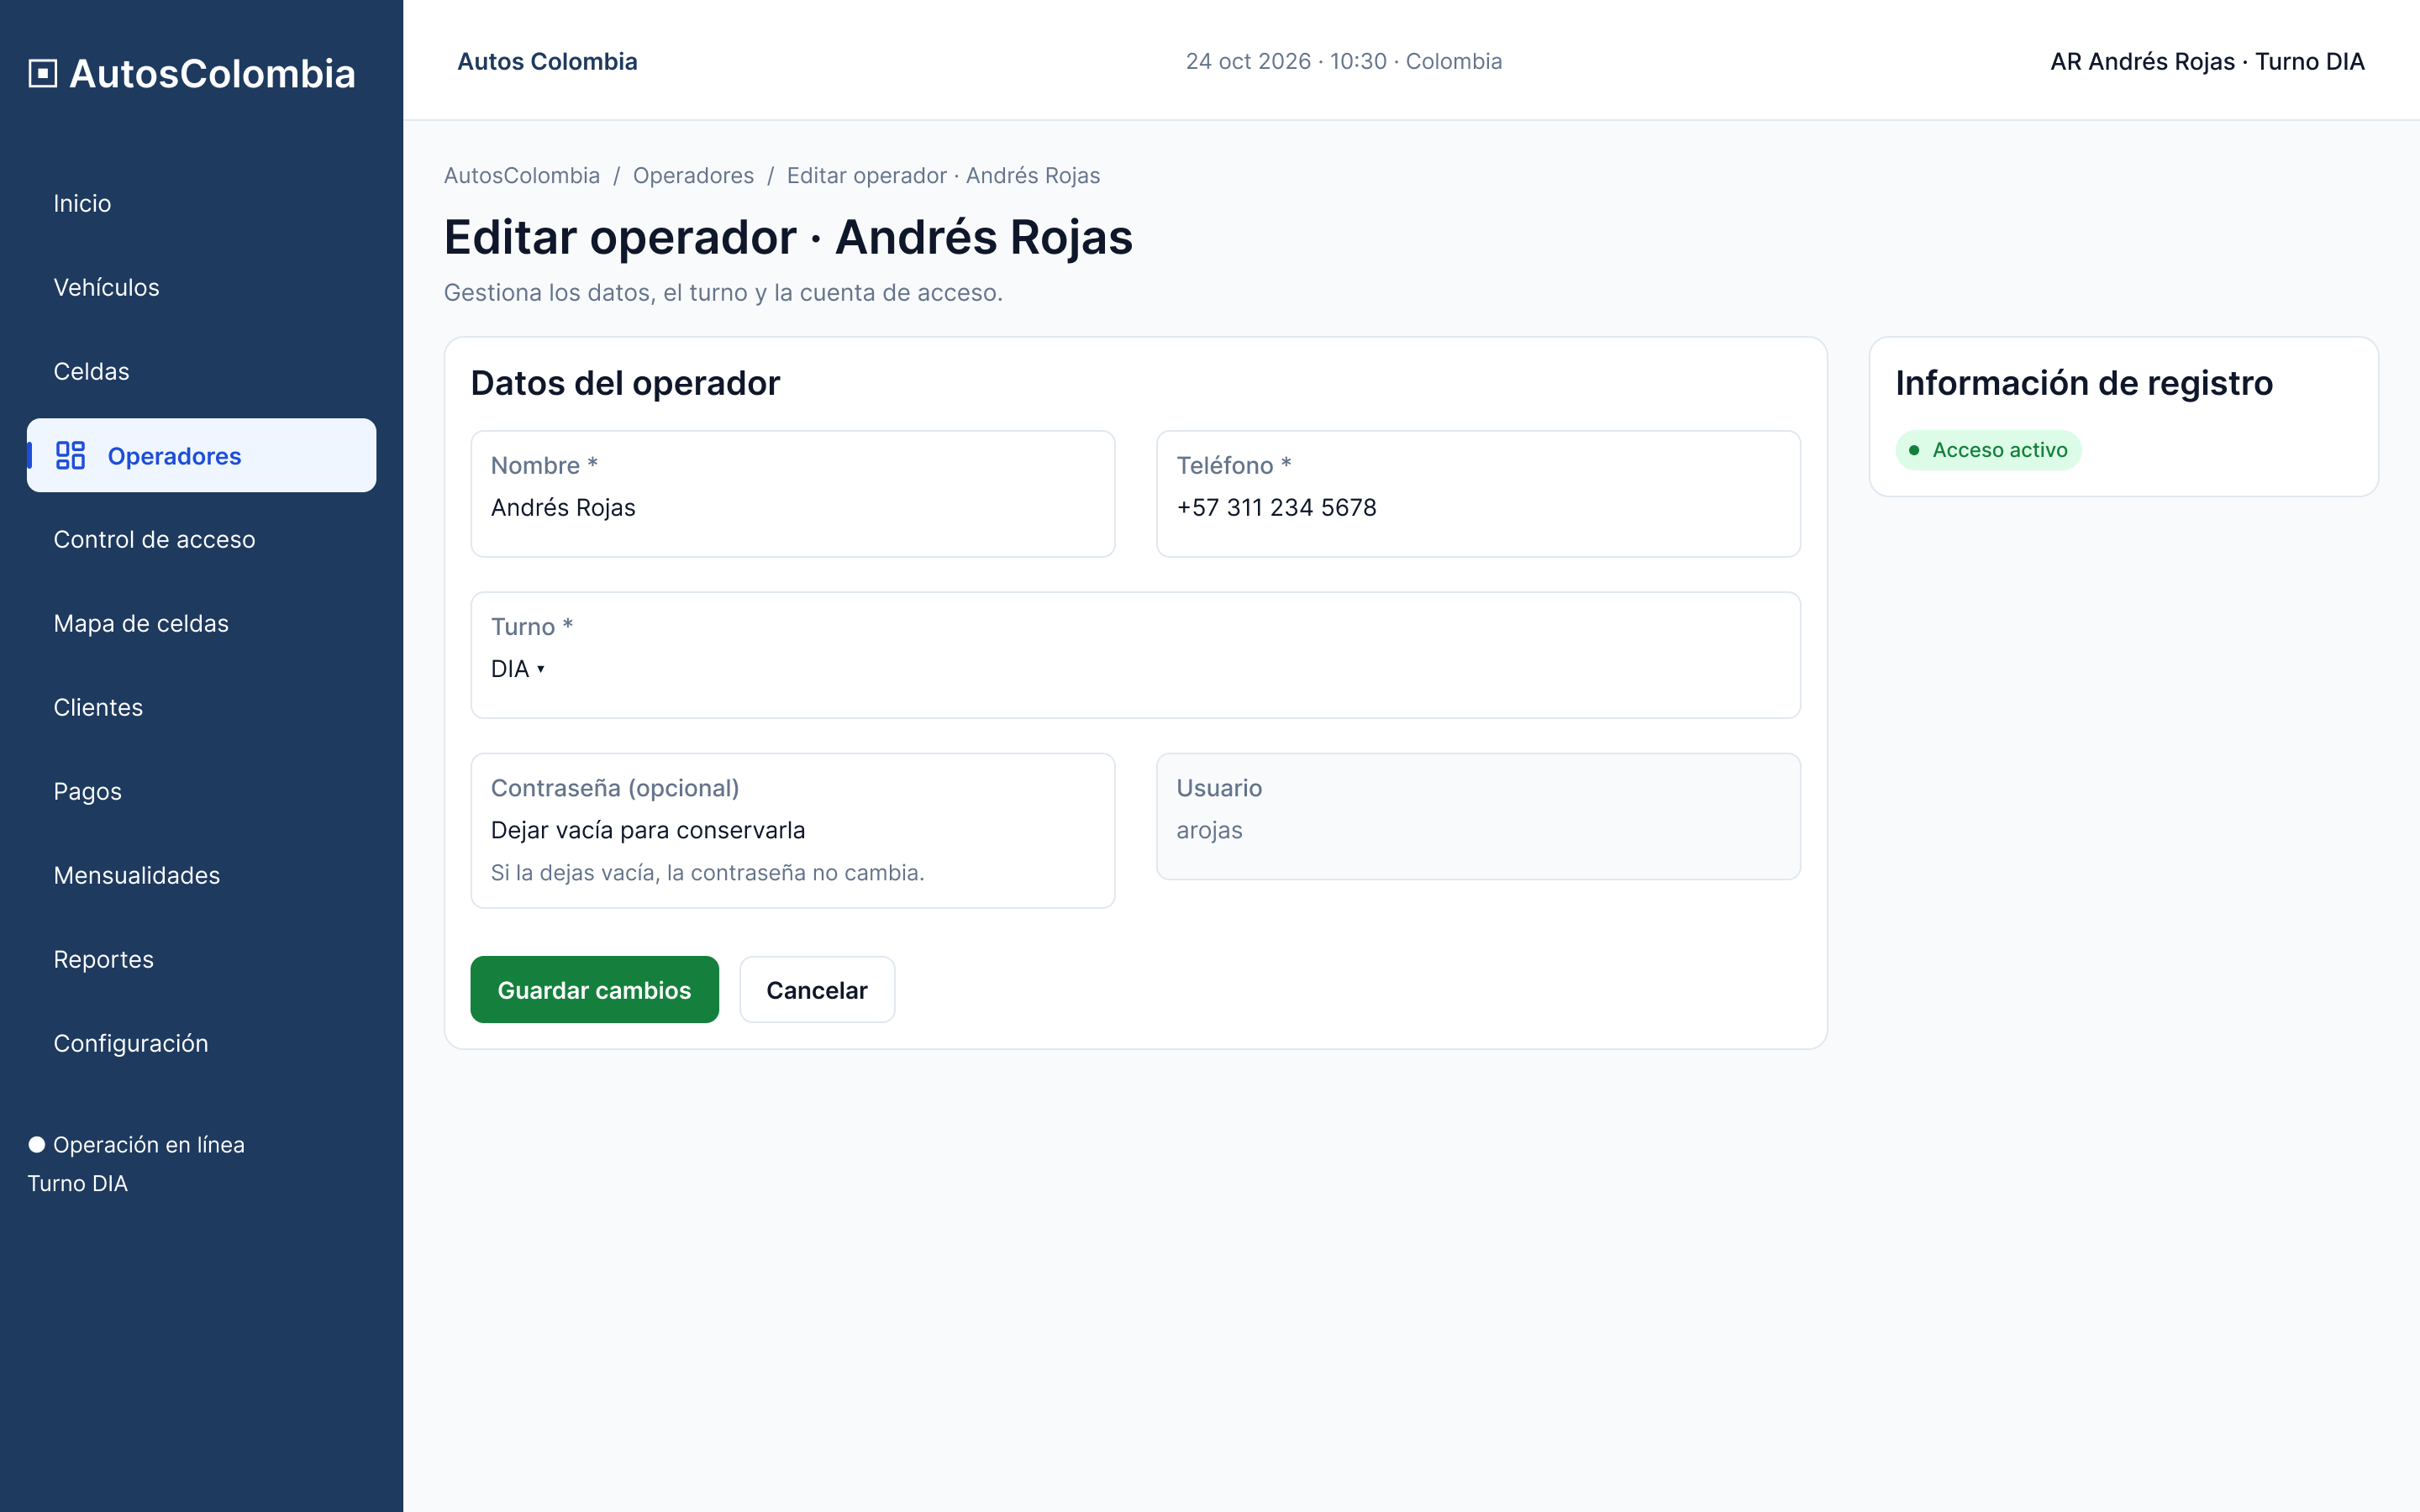 AutosColombia
Inicio
Vehículos
Celdas
Operadores
Control de acceso
Mapa de celdas
Clientes
Pagos
Mensualidades
Reportes
Configuración
● Operación en línea
Turno DIA
Autos Colombia
24 oct 2026 · 10:30 · Colombia
AR Andrés Rojas · Turno DIA
AutosColombia / Operadores / Editar operador · Andrés Rojas
Editar operador · Andrés Rojas
Gestiona los datos, el turno y la cuenta de acceso.
Datos del operador
Nombre *
Andrés Rojas
Teléfono *
+57 311 234 5678
Turno *
DIA ▾
Contraseña (opcional)
Dejar vacía para conservarla
Si la dejas vacía, la contraseña no cambia.
Usuario
arojas
Guardar cambios
Cancelar
Información de registro
Acceso activo